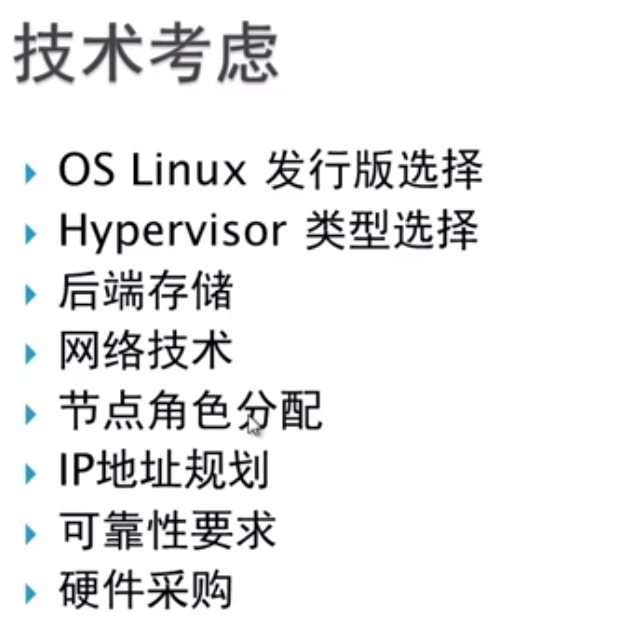 技术考虑
OS Linux 发行版选择
Hypervisor 类型选择
后端存储
网络技术
节点角色分配
IP地址规划
可靠性要求
硬件采购